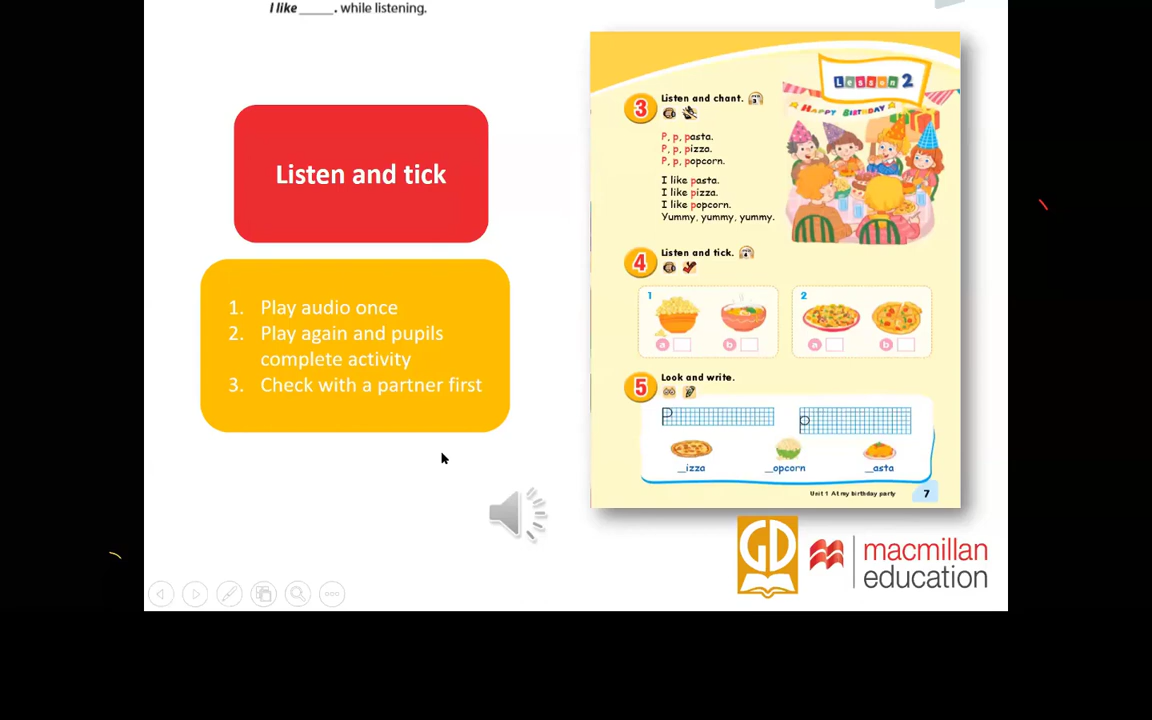 I like _____ . while listening.
Listen and tick
1. Play audio once
2. Play again and pupils
complete activity
3. Check with a partner first
Lesson 2
HAPPY BIRTHDAY
3 Listen and chant.
P, p, pasta.
P, p, pizza.
P, p, popcorn.
I like pasta.
I like pizza.
I like popcorn.
Yummy, yummy, yummy.
4 Listen and tick.
1
a b
2
a b
5 Look and write.
P p
_izza _opcorn _asta
Unit 1 At my birthday party 7
GD
macmillan
education